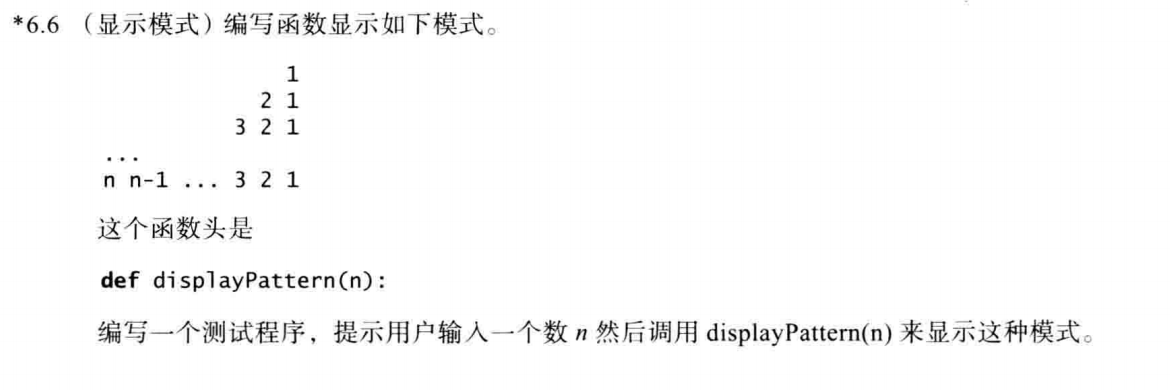 *6.6 （显示模式）编写函数显示如下模式。
1
2 1
3 2 1
...
n n-1 ... 3 2 1
这个函数头是
def displayPattern(n):
编写一个测试程序，提示用户输入一个数 n 然后调用 displayPattern(n) 来显示这种模式。